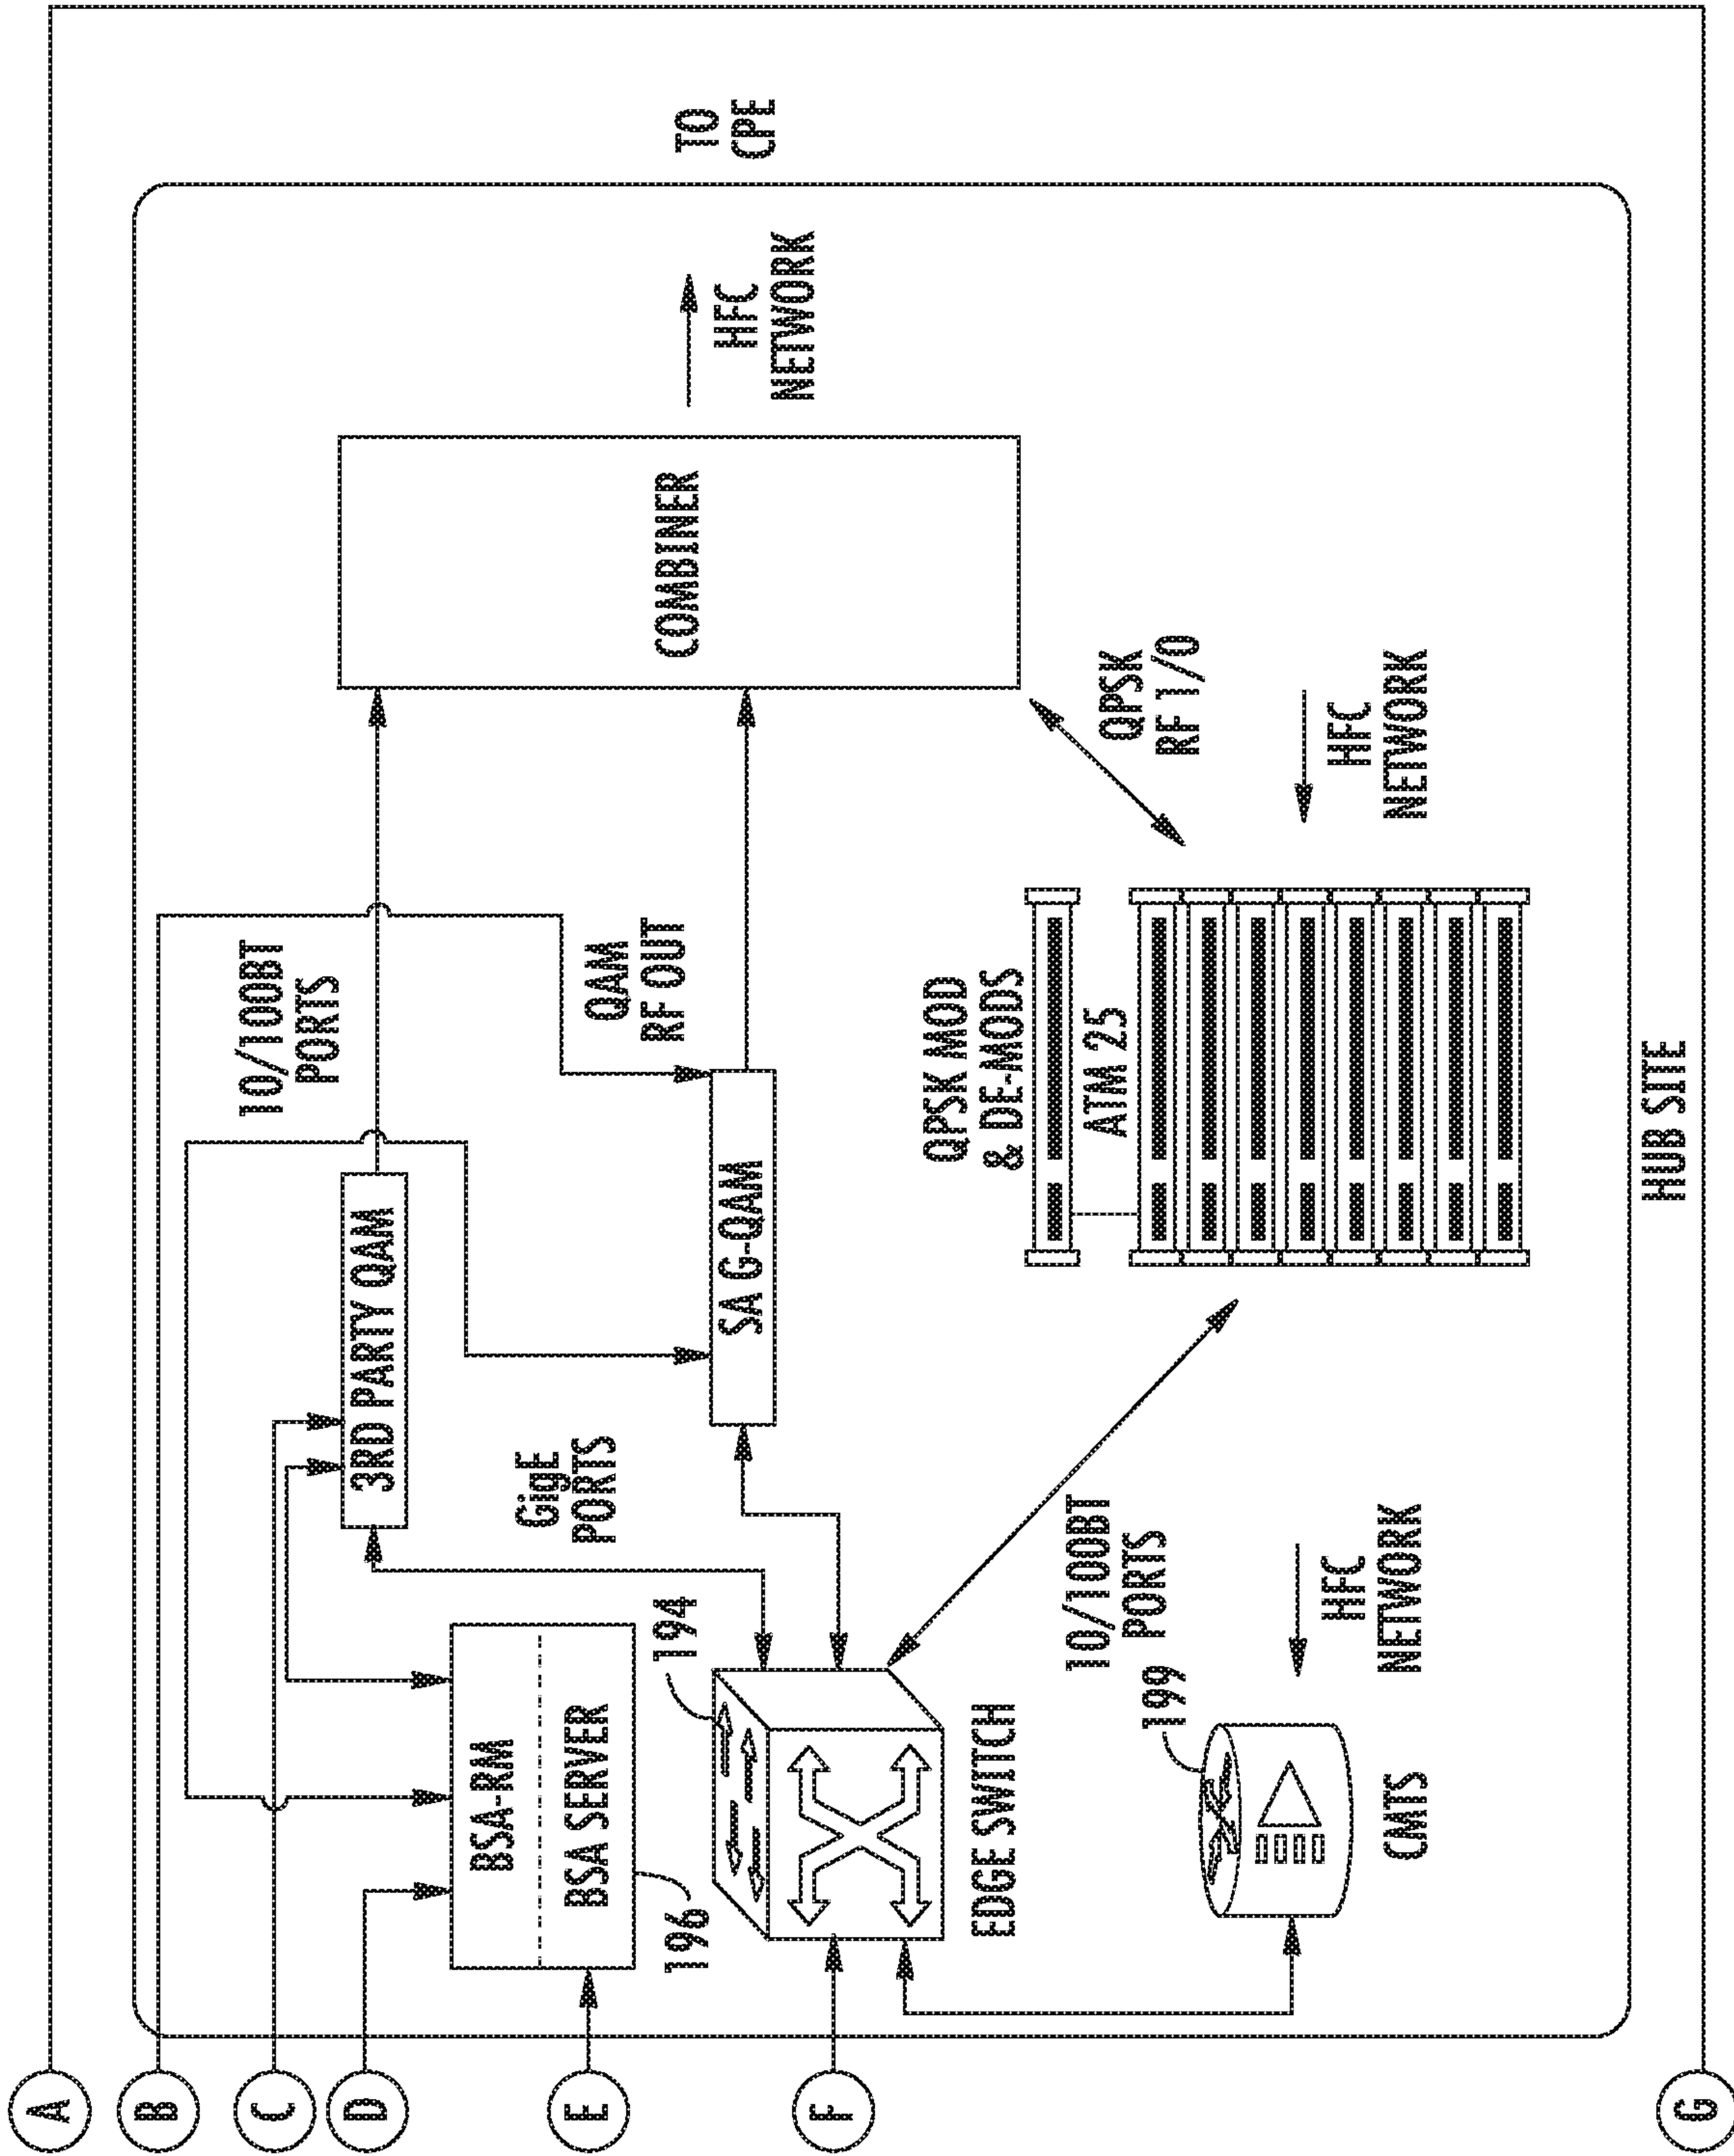 A
B
C
D
E
F
G
10/100BT
PORTS
3RD PARTY QAM
BSA-RM
BSA SERVER
196
194
GigE
PORTS
QAM
RF OUT
SA G-QAM
COMBINER
HFC
NETWORK
TO
CPE
EDGE SWITCH
QPSK MOD
& DE-MODS
ATM 25
QPSK
RF 1/0
10/100BT
PORTS
199
CMTS
HFC
NETWORK
HFC
NETWORK
HUB SITE